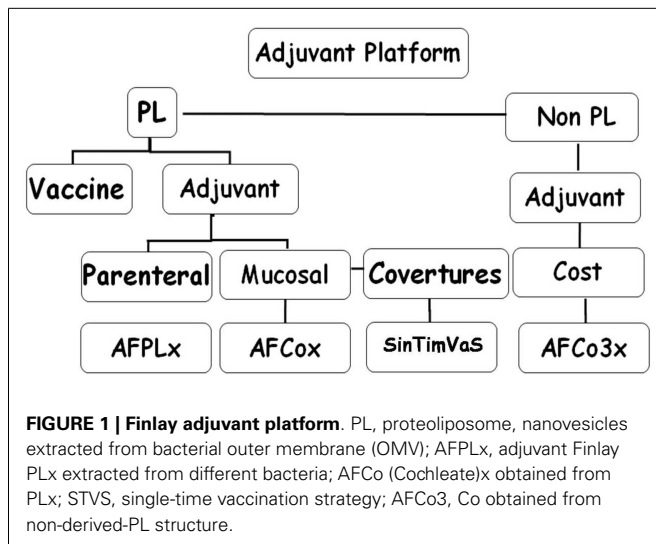 Adjuvant Platform
PL
Non PL
Vaccine
Adjuvant
Adjuvant
Parenteral
Mucosal
Covertures
Cost
AFPLx
AFCox
SinTimVaS
AFCo3x
FIGURE 1 | Finlay adjuvant platform. PL, proteoliposome, nanovesicles
extracted from bacterial outer membrane (OMV); AFPLx, adjuvant Finlay
PLx extracted from different bacteria; AFCo (Cochleate)x obtained from
PLx; STVS, single-time vaccination strategy; AFCo3, Co obtained from
non-derived-PL structure.